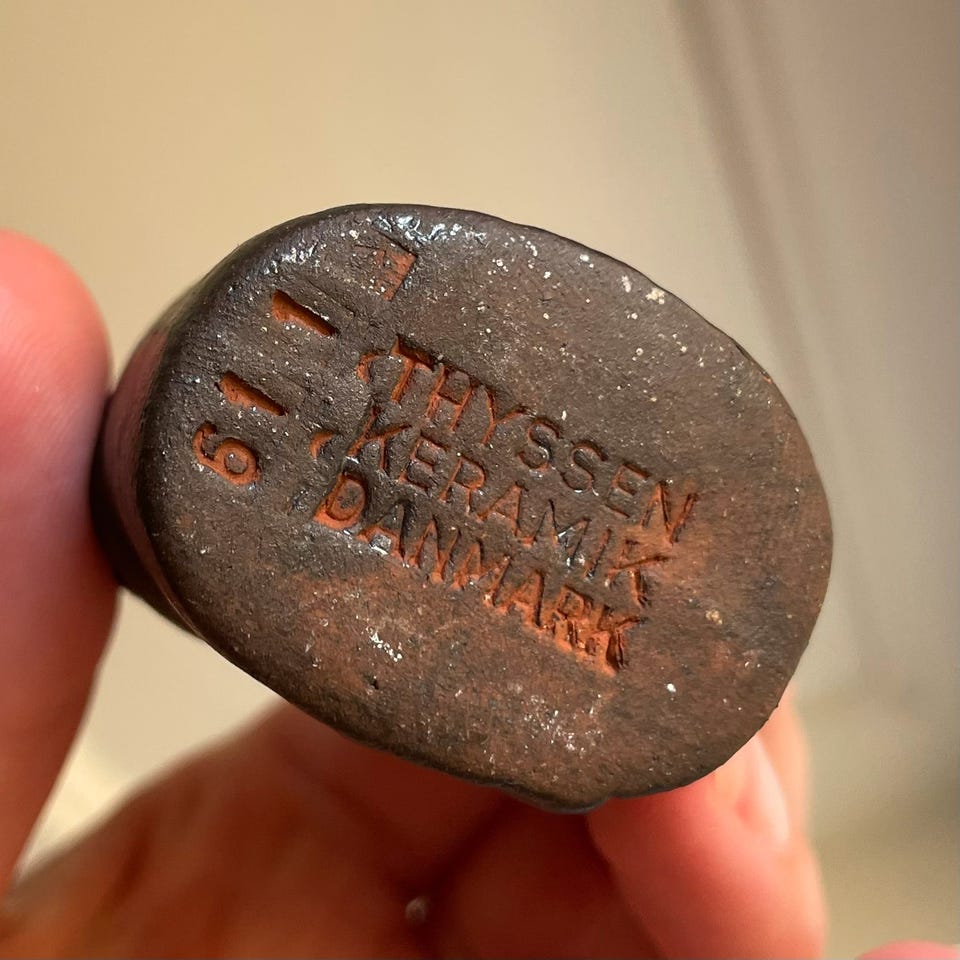 611
THYSSEN
KERAMIK
DANMARK